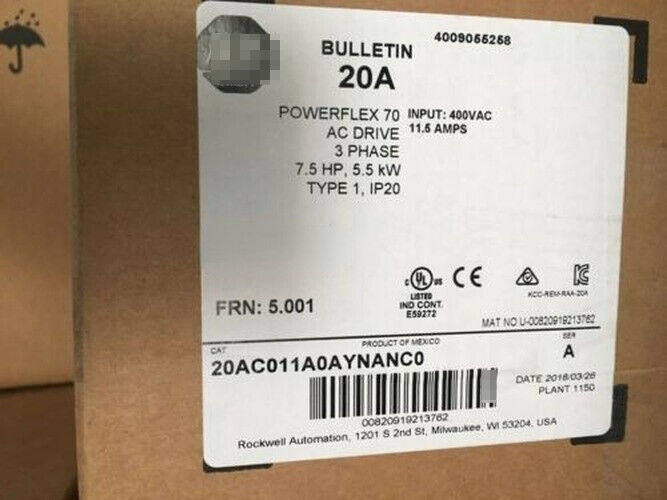 BULLETIN
4009055258
20A
POWERFLEX 70
AC DRIVE
3 PHASE
7.5 HP, 5.5 kW
TYPE 1, IP20
INPUT: 400VAC
11.5 AMPS
C UL US
LISTED
IND CONT.
E59272
CE
KCC-REM-RAA-20A
FRN: 5.001
MAT NO U-00820919213762
CAT
PRODUCT OF MEXICO
SER
20AC011A0AYNANC0
A
DATE 2018/03/26
PLANT 1150
00820919213762
Rockwell Automation, 1201 S 2nd St, Milwaukee, WI 53204, USA